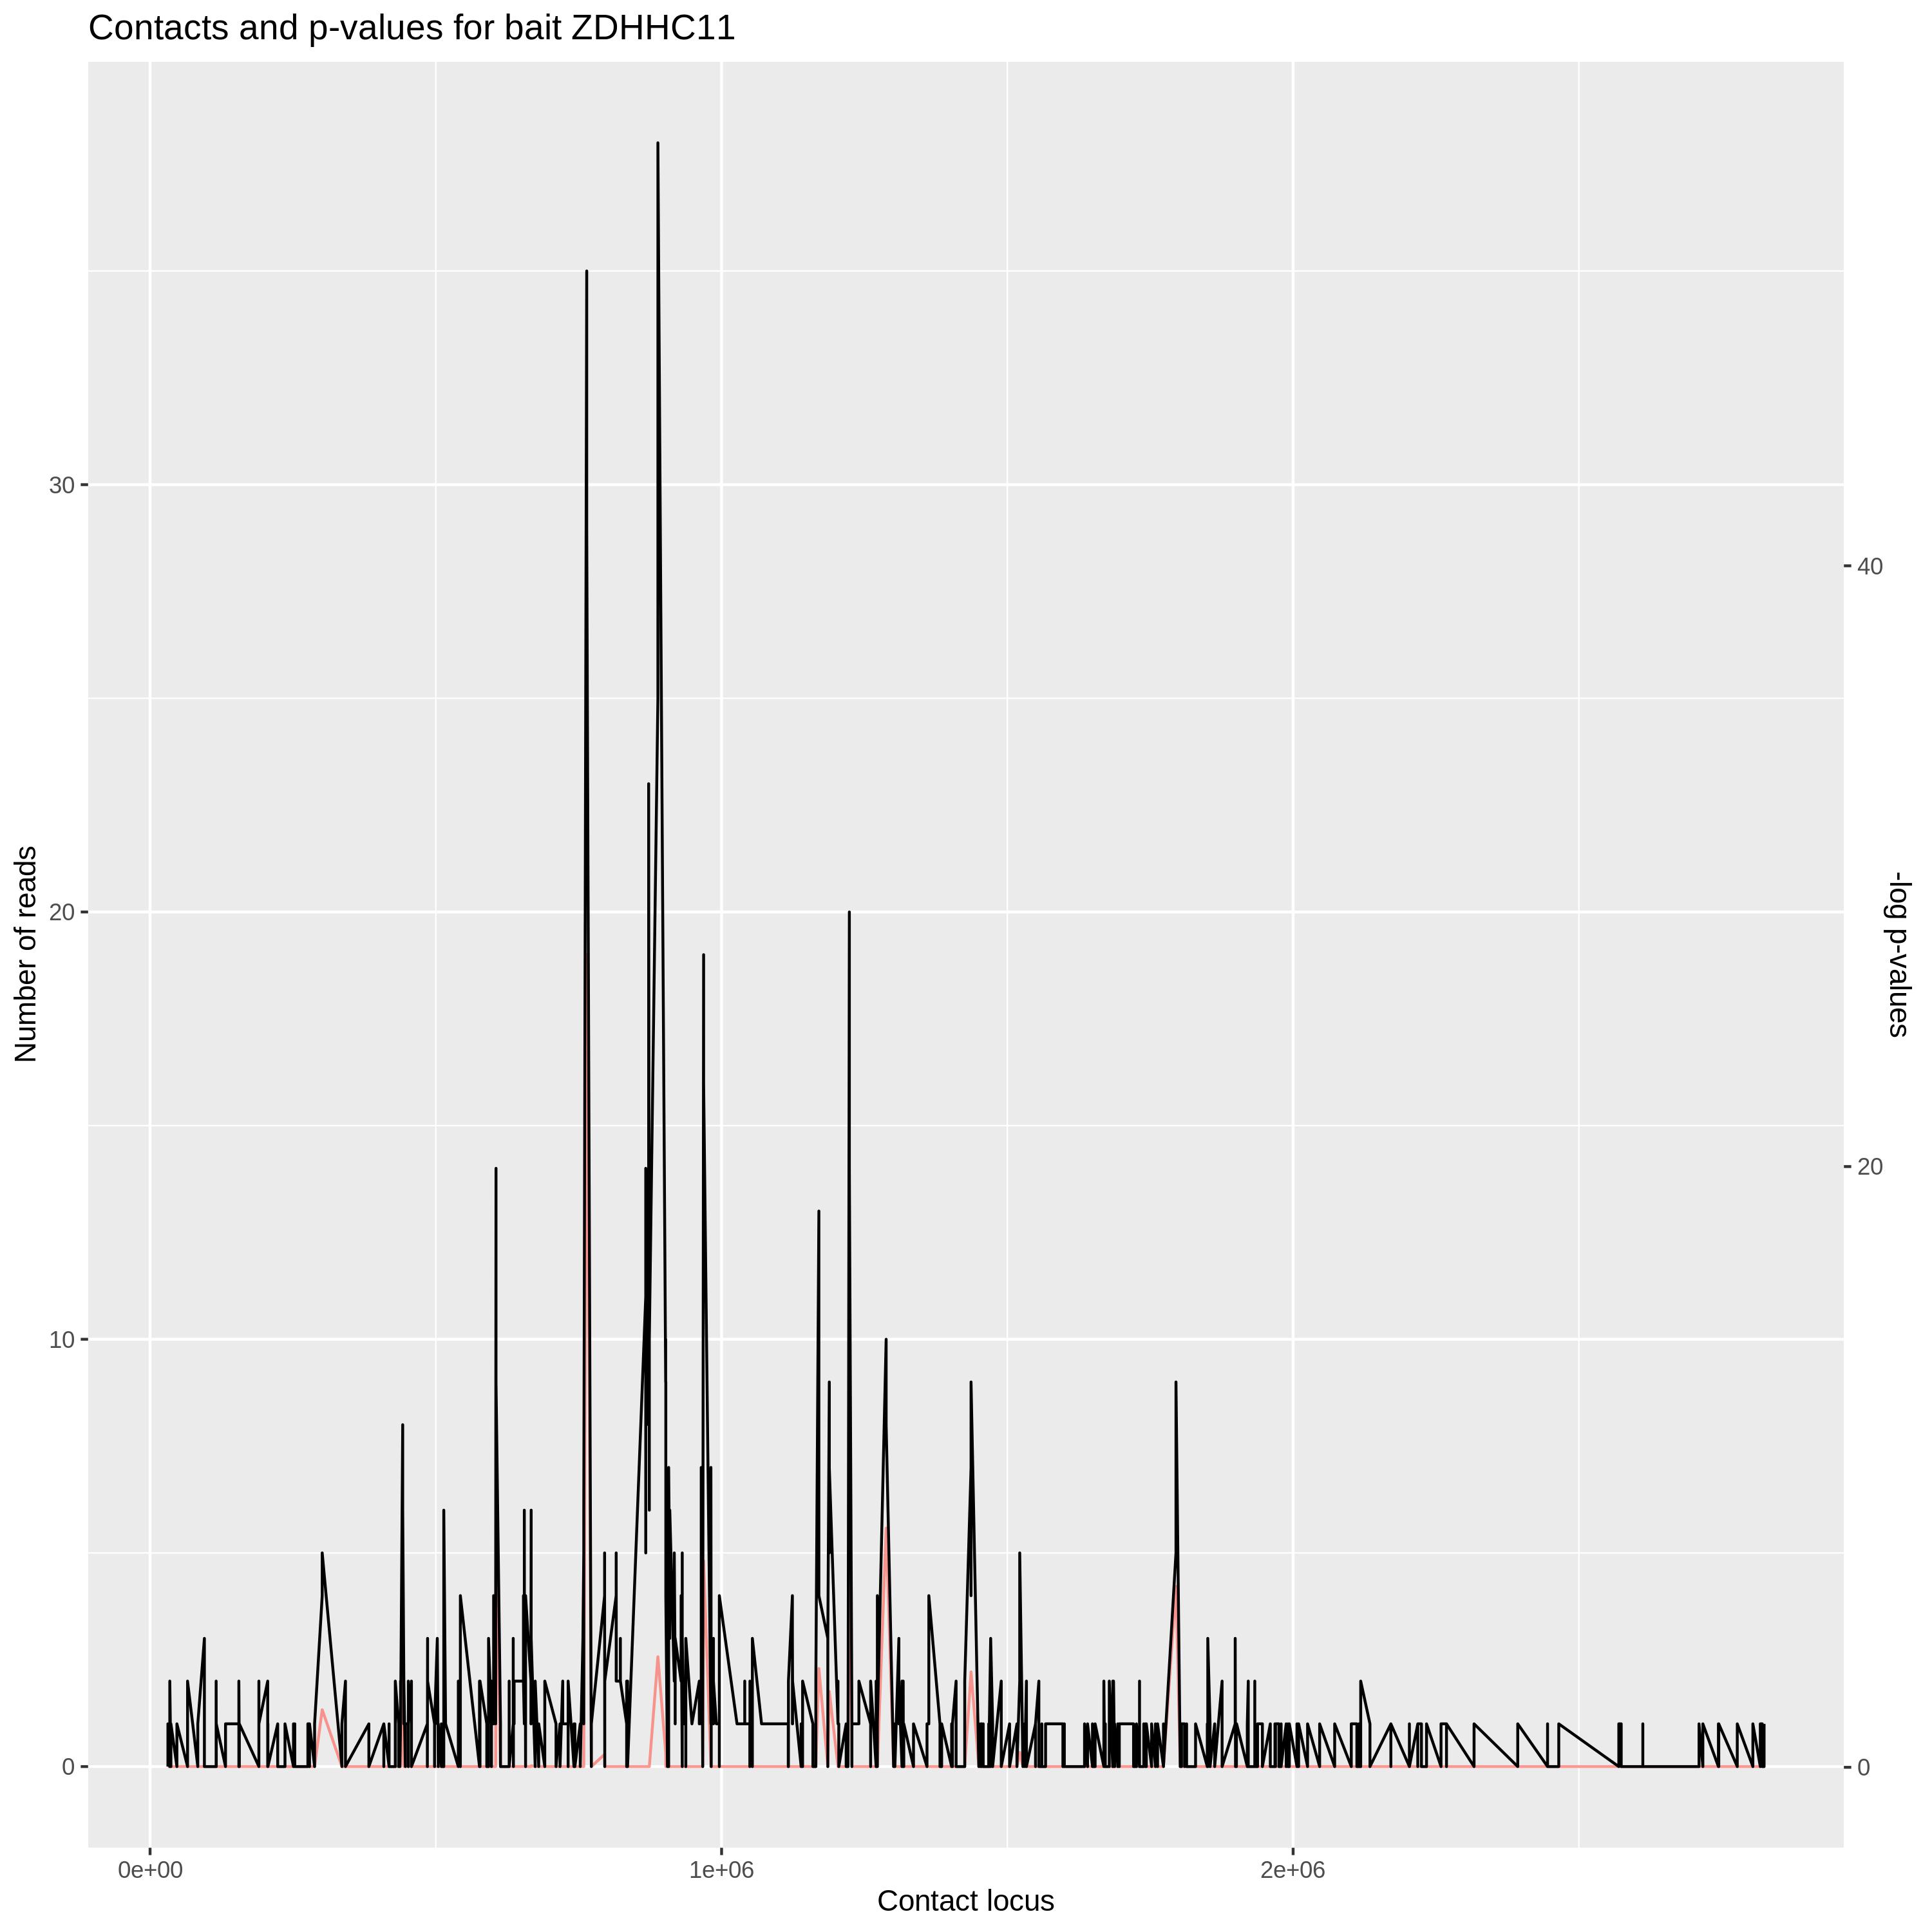 Contacts and p-values for bait ZDHHC11
Number of reads
30
20
10
0
40
20
0
-log p-values
0e+00
1e+06
2e+06
Contact locus